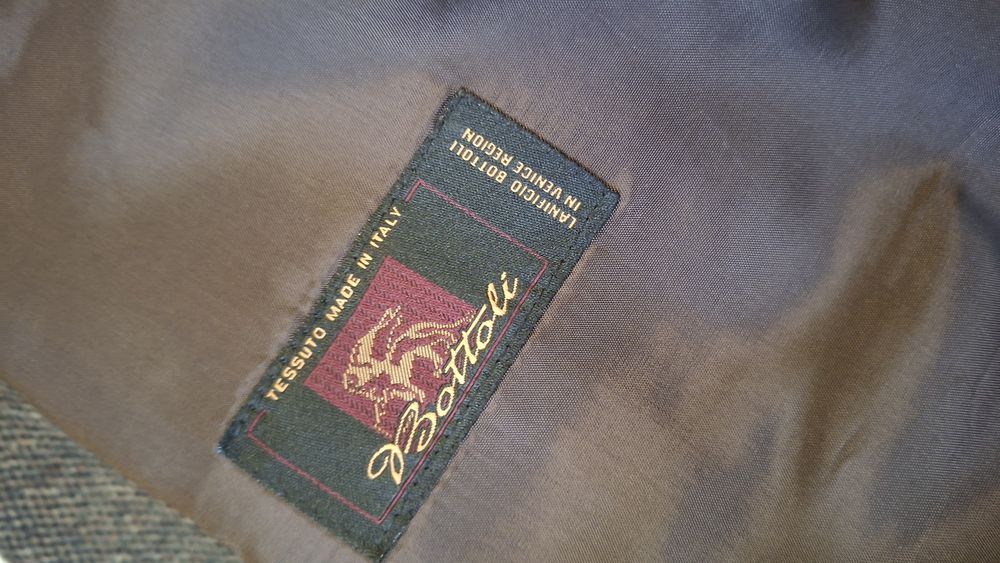 TESSUTO MADE IN ITALY
Bottoli
LANIFICIO BOTTOLI
IN VENICE REGION